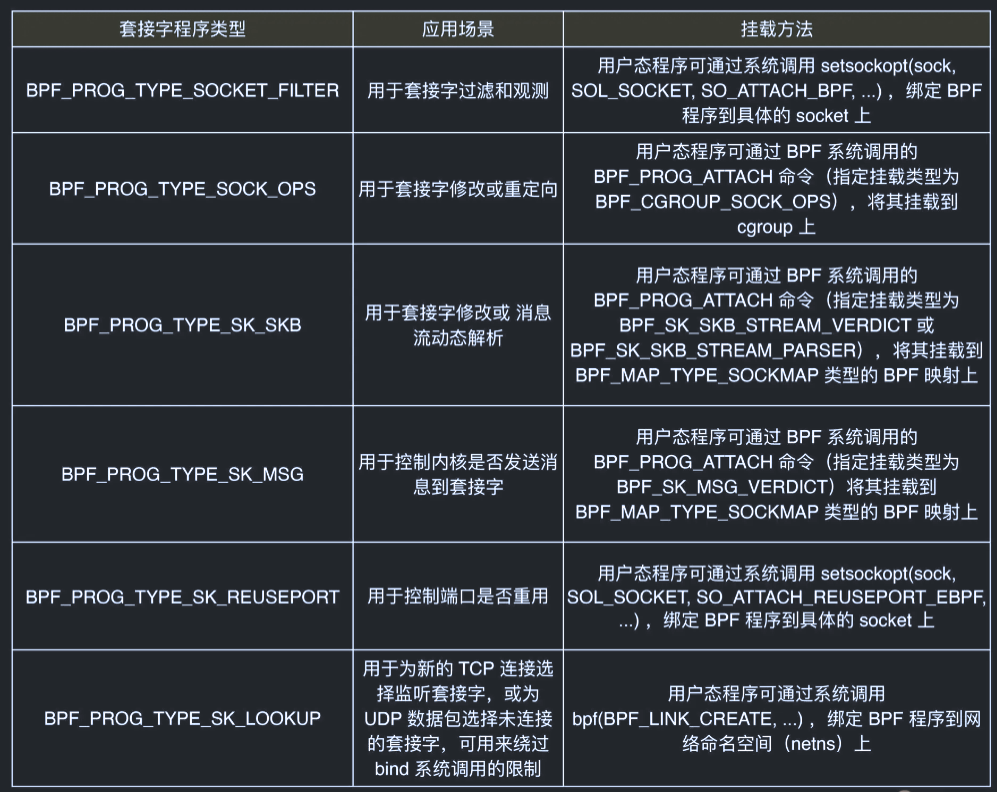 套接字程序类型
应用场景
挂载方法
BPF_PROG_TYPE_SOCKET_FILTER
用于套接字过滤和观测
用户态程序可通过系统调用 setsockopt(sock,
SOL_SOCKET, SO_ATTACH_BPF, ...) ，绑定 BPF
程序到具体的 socket 上
BPF_PROG_TYPE_SOCK_OPS
用于套接字修改或重定向
用户态程序可通过 BPF 系统调用的
BPF_PROG_ATTACH 命令（指定挂载类型为
BPF_CGROUP_SOCK_OPS），将其挂载到
cgroup 上
BPF_PROG_TYPE_SK_SKB
用于套接字修改或 消息
流动态解析
用户态程序可通过 BPF 系统调用的
BPF_PROG_ATTACH 命令（指定挂载类型为
BPF_SK_SKB_STREAM_VERDICT 或
BPF_SK_SKB_STREAM_PARSER），将其挂载到
BPF_MAP_TYPE_SOCKMAP 类型的 BPF 映射上
BPF_PROG_TYPE_SK_MSG
用于控制内核是否发送消
息到套接字
用户态程序可通过 BPF 系统调用的
BPF_PROG_ATTACH 命令（指定挂载类型为
BPF_SK_MSG_VERDICT）将其挂载到
BPF_MAP_TYPE_SOCKMAP 类型的 BPF 映射上
BPF_PROG_TYPE_SK_REUSEPORT
用于控制端口是否重用
用户态程序可通过系统调用 setsockopt(sock,
SOL_SOCKET, SO_ATTACH_REUSEPORT_EBPF,
...) ，绑定 BPF 程序到具体的 socket 上
BPF_PROG_TYPE_SK_LOOKUP
用于为新的 TCP 连接选
择监听套接字，或为
UDP 数据包选择未连接
的套接字，可用来绕过
bind 系统调用的限制
用户态程序可通过系统调用
bpf(BPF_LINK_CREATE, ...) ，绑定 BPF 程序到网
络命名空间（netns）上